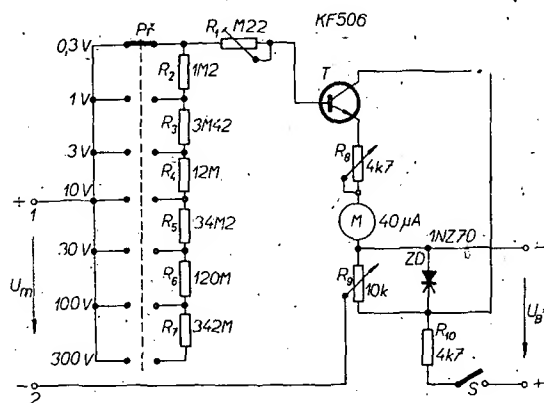 Př
R1 M22
KF506
0,3 V
T
R2 1M2
1 V
R3 3M42
3 V
R8 4k7
R4 12M
10 V
+ 1
M 40 µA
R5 34M2
1NZ70
-
30 V
ZD
Um
R6 120M
R9 10k
100 V
UB
R7 342M
R10 4k7
300 V
S
+
- 2